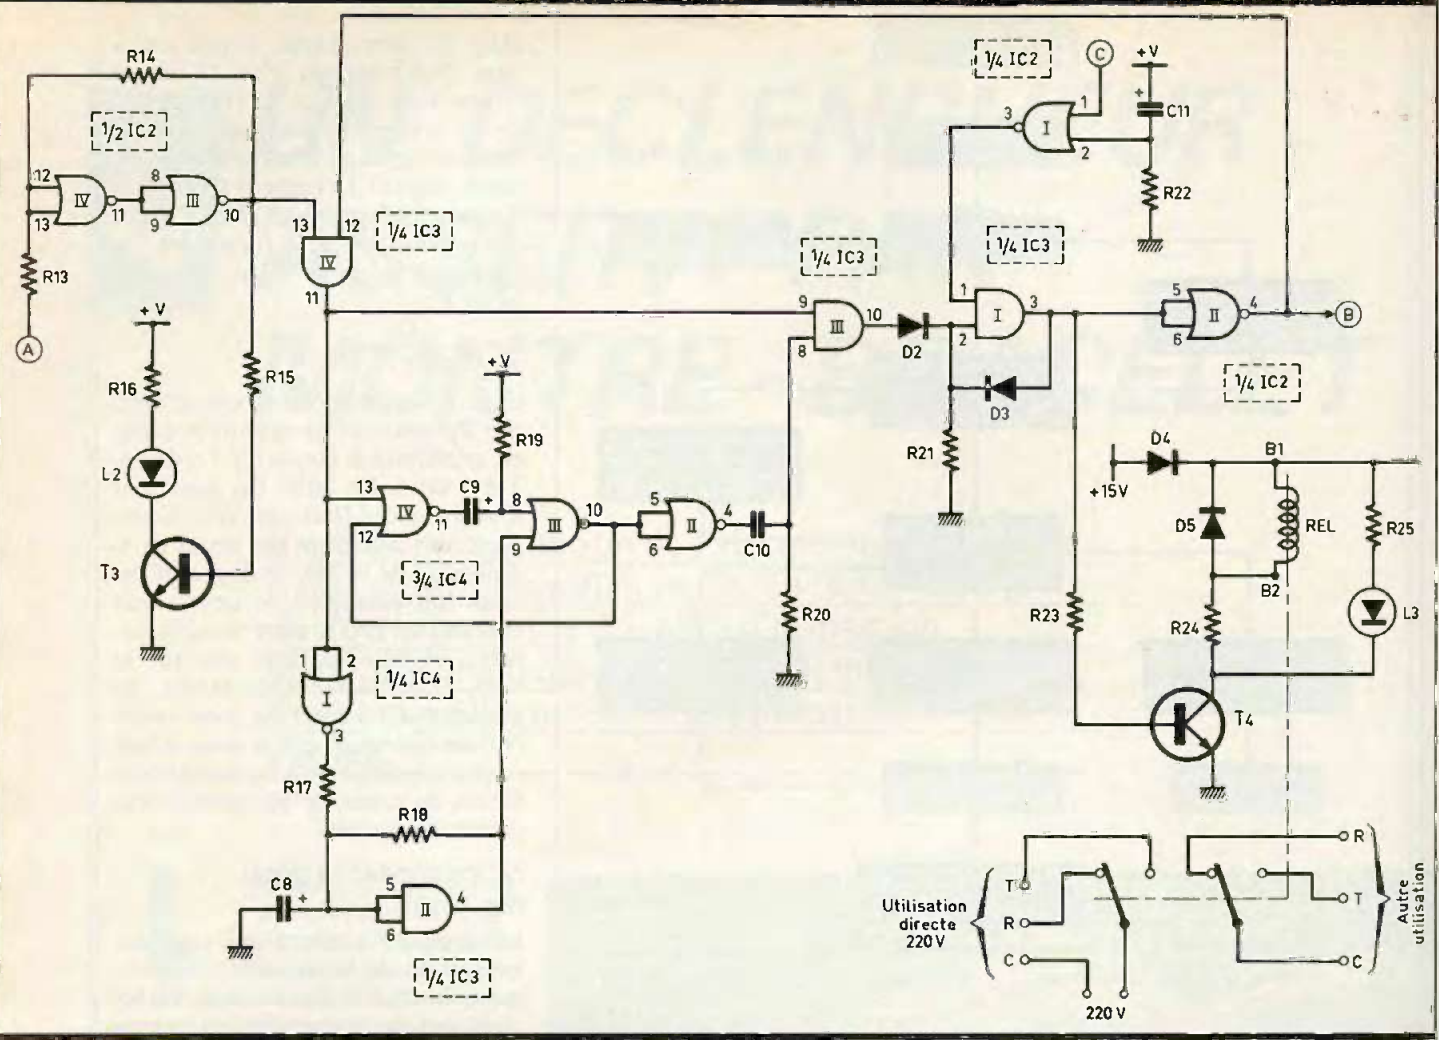 R14
1/2 IC2
12
13
IV
11
8
9
III
10
R13
A
+V
R16
L2
T3
R15
13
12
IV
11
1/4 IC3
+V
R19
13
12
IV
11
C9
+
8
9
III
10
3/4 IC4
5
6
II
4
C10
R20
1
2
I
3
1/4 IC4
R17
R18
C8
+
5
6
II
4
1/4 IC3
1/4 IC3
9
8
III
10
D2
1/4 IC2
C
3
I
1
2
+V
+
C11
R22
1/4 IC3
1
2
I
3
D3
R21
5
6
II
4
B
1/4 IC2
D4
+15V
B1
D5
REL
R25
B2
R23
R24
L3
T4
Utilisation
directe
220 V
T
R
C
220 V
R
T
C
Autre
utilisation